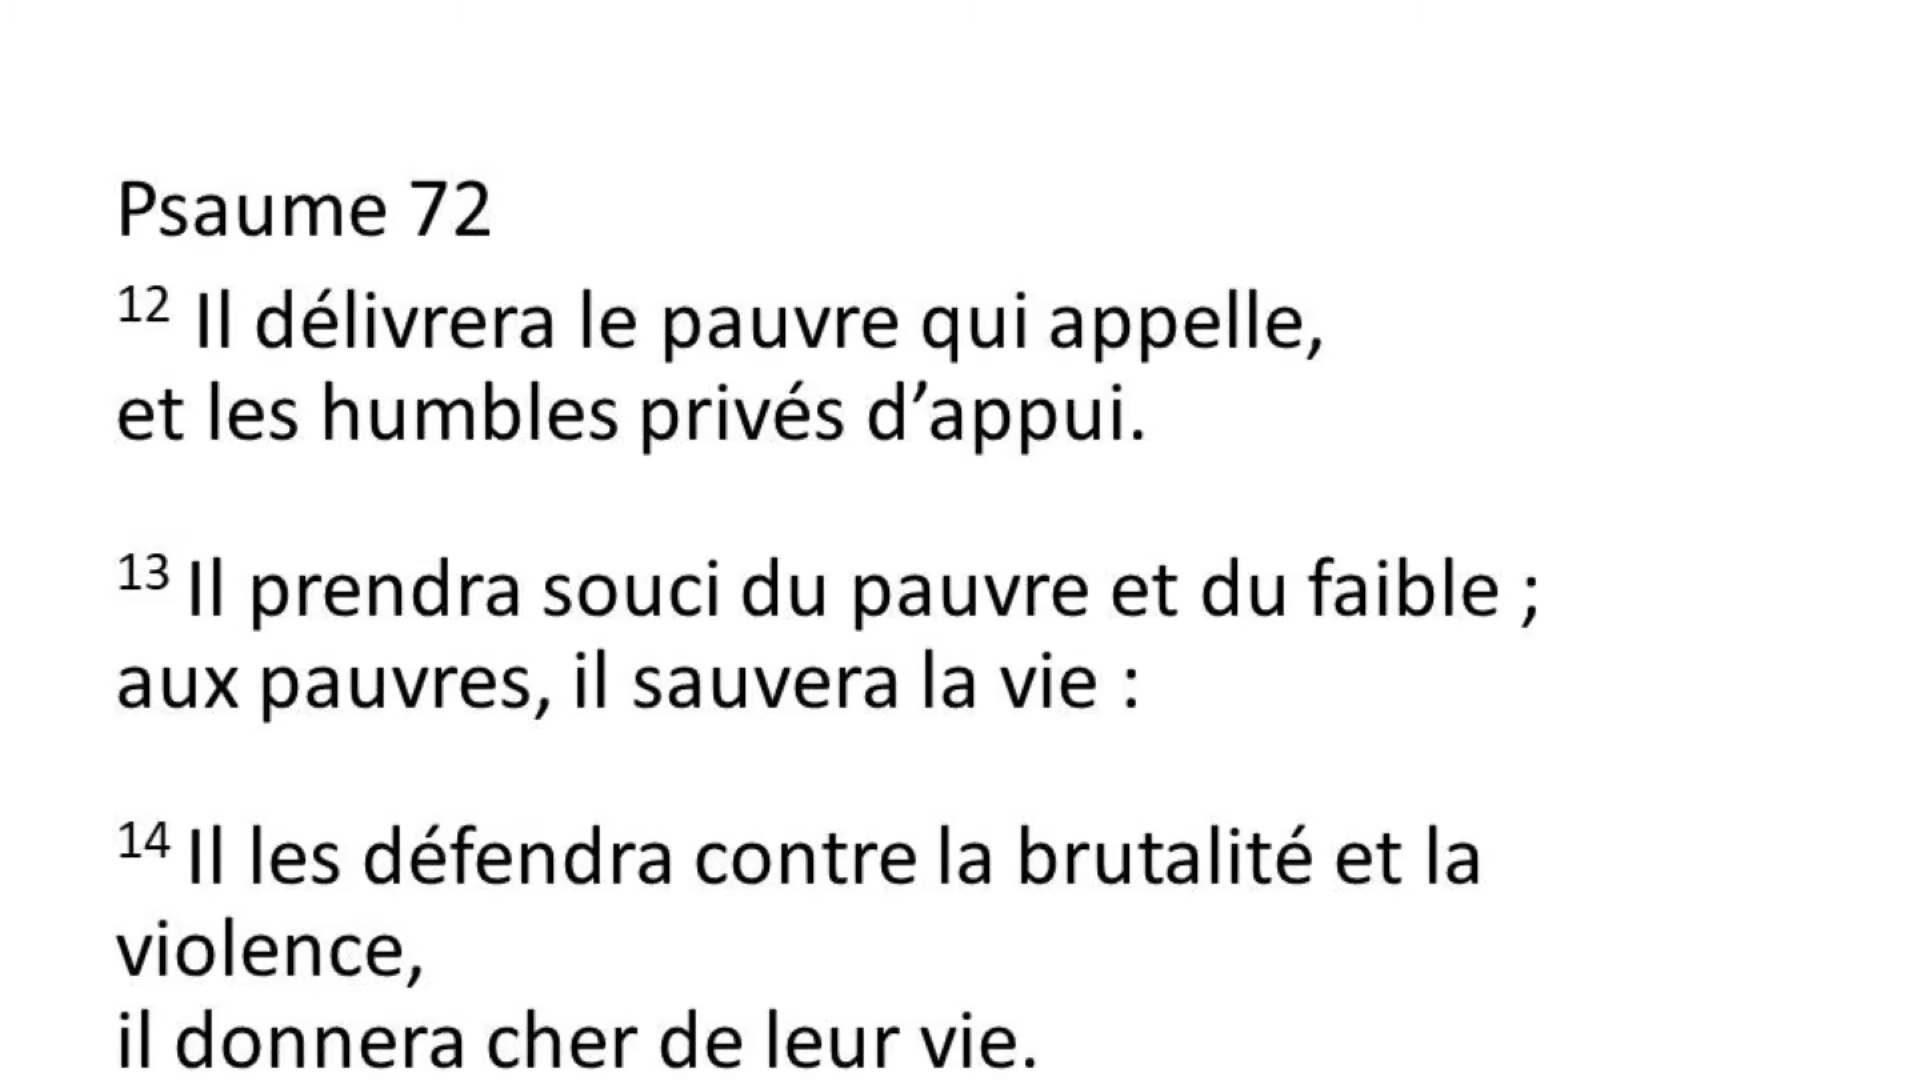 Psaume 72
12 Il délivrera le pauvre qui appelle,
et les humbles privés d’appui.
13 Il prendra souci du pauvre et du faible ;
aux pauvres, il sauvera la vie :
14 Il les défendra contre la brutalité et la
violence,
il donnera cher de leur vie.